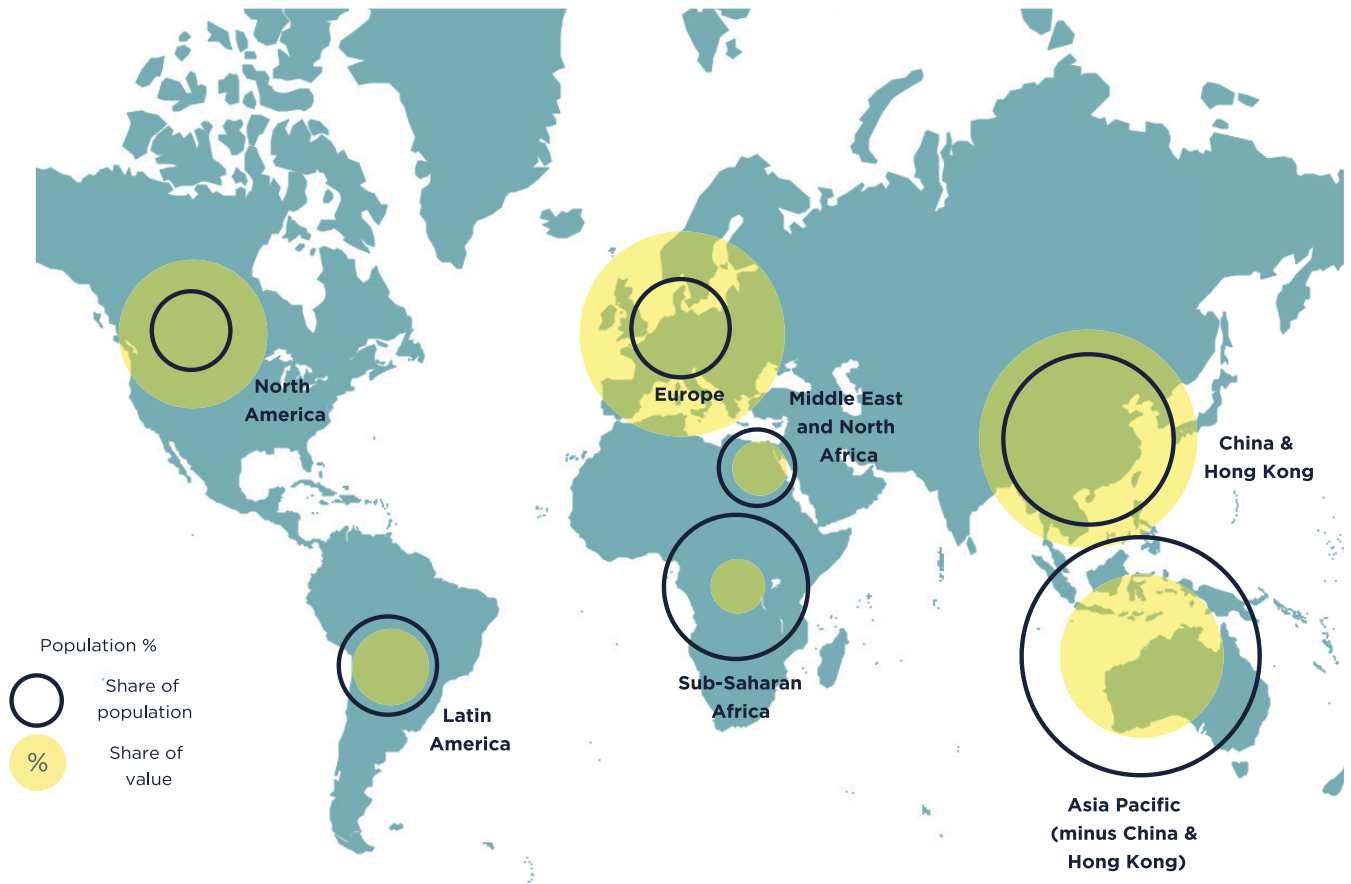 North
America
Europe
Middle East
and North
Africa
China &
Hong Kong
Population %
Share of
population
%
Share of
value
Latin
America
Sub-Saharan
Africa
Asia Pacific
(minus China &
Hong Kong)